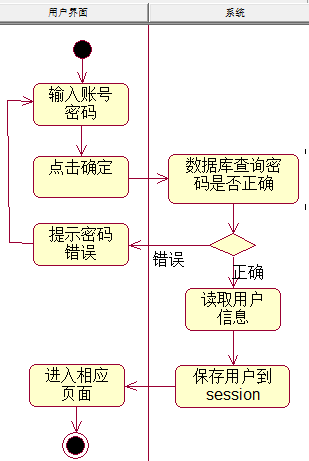 用户界面
系统
输入账号
密码
点击确定
数据库查询密
码是否正确
提示密码
错误
错误
正确
读取用户
信息
进入相应
页面
保存用户到
session